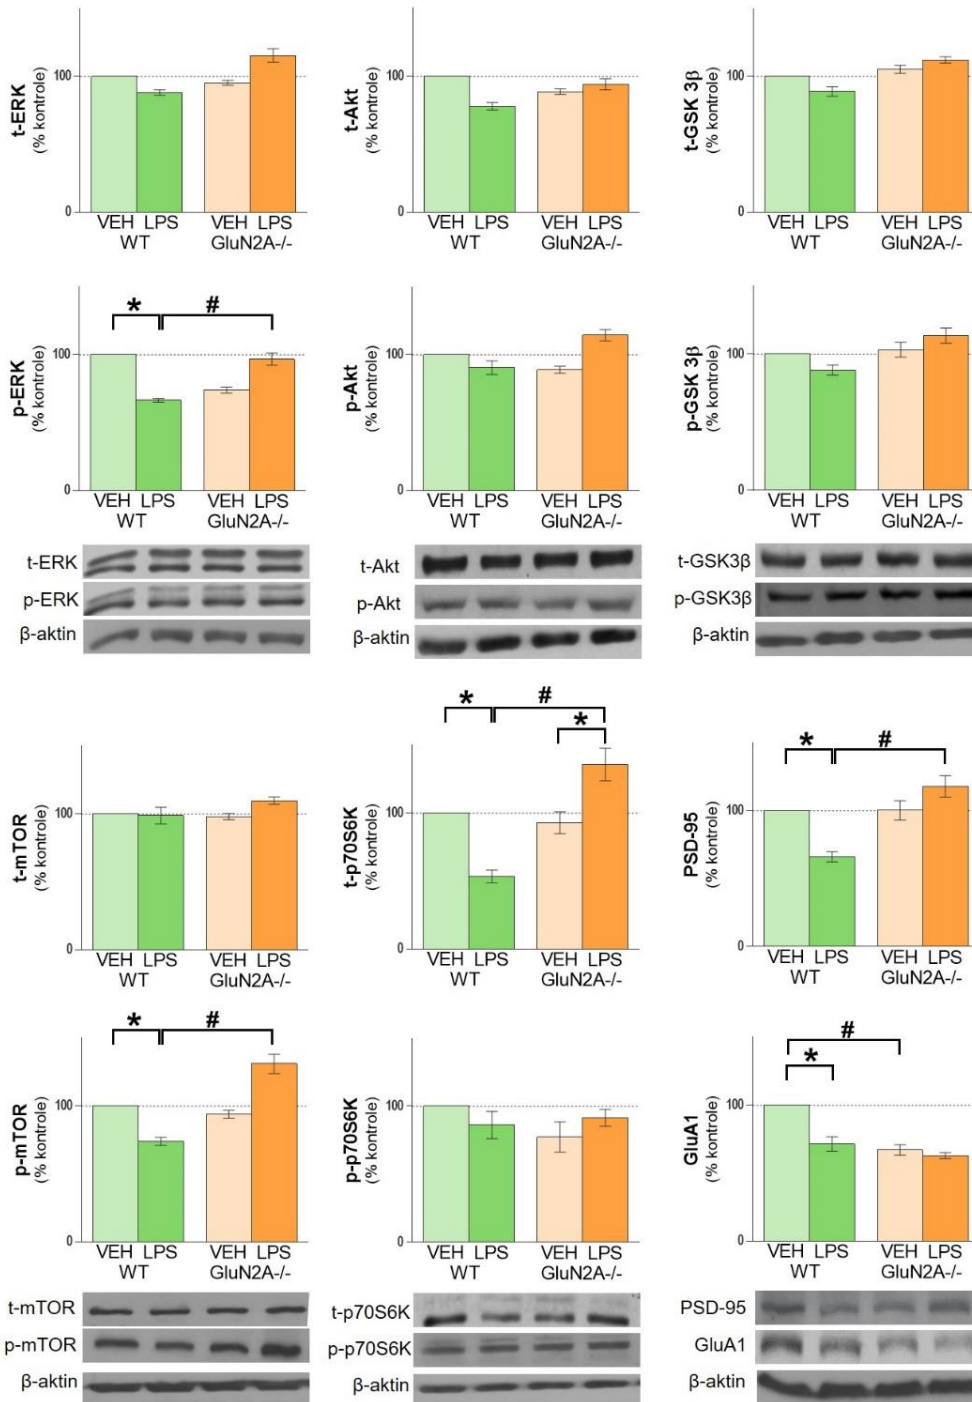 t-ERK
(% kontrole)
100
0
VEH LPS VEH LPS
WT GluN2A-/-
t-Akt
(% kontrole)
100
0
VEH LPS VEH LPS
WT GluN2A-/-
t-GSK 3β
(% kontrole)
100
0
VEH LPS VEH LPS
WT GluN2A-/-
p-ERK
(% kontrole)
* #
100
0
VEH LPS VEH LPS
WT GluN2A-/-
p-Akt
(% kontrole)
100
0
VEH LPS VEH LPS
WT GluN2A-/-
p-GSK 3β
(% kontrole)
100
0
VEH LPS VEH LPS
WT GluN2A-/-
t-ERK
p-ERK
β-aktin
t-Akt
p-Akt
β-aktin
t-GSK3β
p-GSK3β
β-aktin
t-mTOR
(% kontrole)
100
0
VEH LPS VEH LPS
WT GluN2A-/-
t-p70S6K
(% kontrole)
* #
*
100
0
VEH LPS VEH LPS
WT GluN2A-/-
PSD-95
(% kontrole)
* #
100
0
VEH LPS VEH LPS
WT GluN2A-/-
p-mTOR
(% kontrole)
* #
100
0
VEH LPS VEH LPS
WT GluN2A-/-
p-p70S6K
(% kontrole)
100
0
VEH LPS VEH LPS
WT GluN2A-/-
GluA1
(% kontrole)
#
*
100
0
VEH LPS VEH LPS
WT GluN2A-/-
t-mTOR
p-mTOR
β-aktin
t-p70S6K
p-p70S6K
β-aktin
PSD-95
GluA1
β-aktin